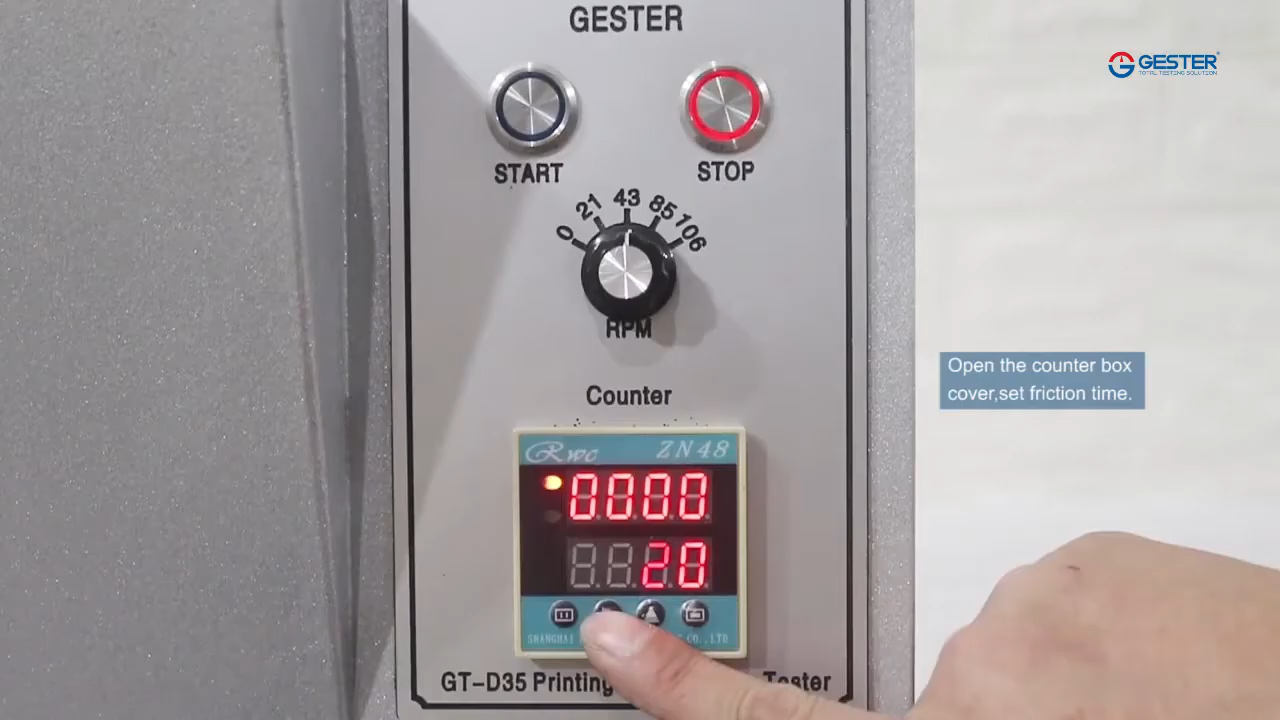 GESTER
GESTER
TOTAL TESTING SOLUTION
START
STOP
0 21 43 85 106
RPM
Open the counter box
cover,set friction time.
Counter
Rwc ZN48
0000
20
SHANGHAI CO.,LTD
GT-D35 Printing Tester